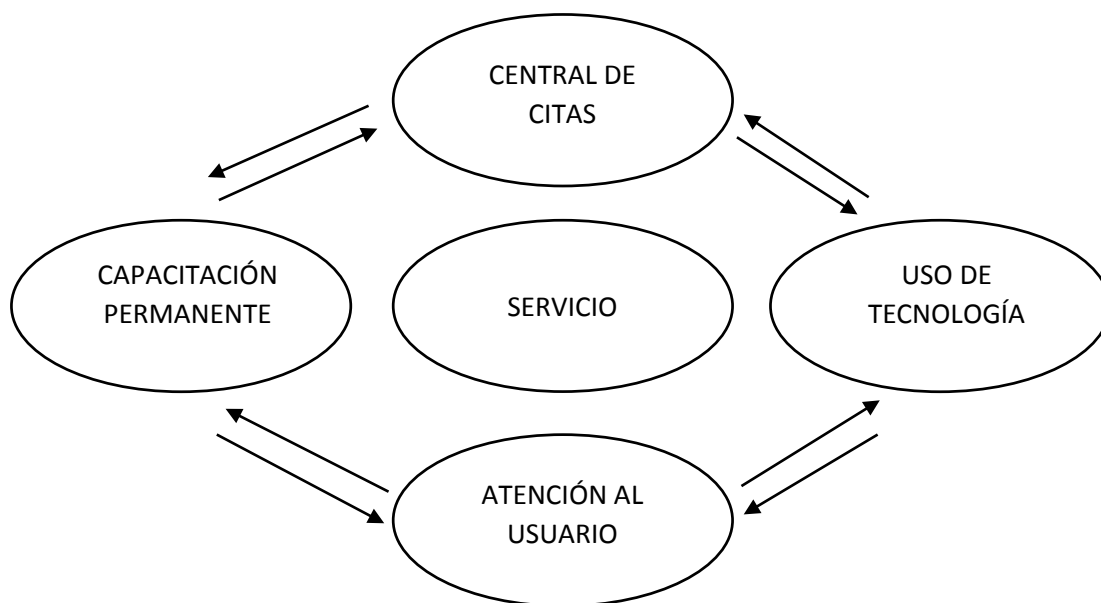 CENTRAL DE
CITAS
CAPACITACIÓN
PERMANENTE
SERVICIO
USO DE
TECNOLOGÍA
ATENCIÓN AL
USUARIO